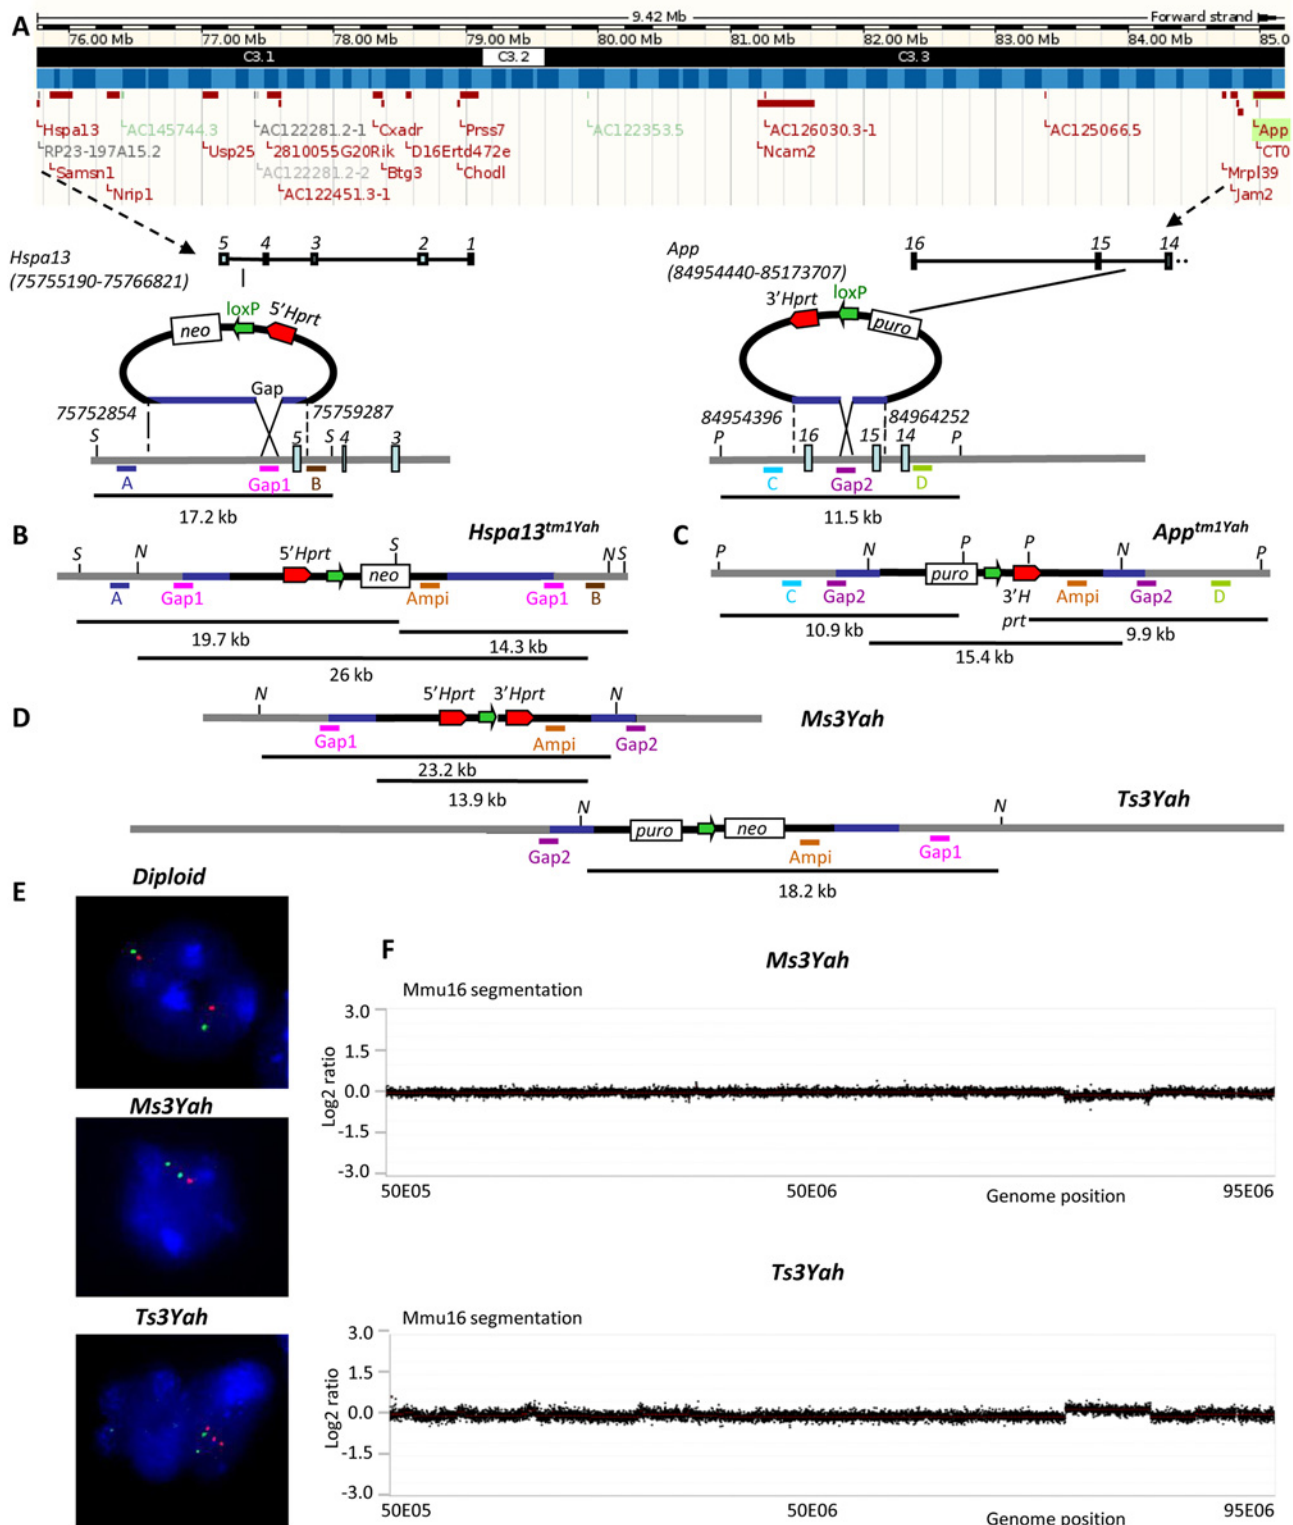 A
9.42 Mb
Forward strand
76.00 Mb 77.00 Mb 78.00 Mb 79.00 Mb 80.00 Mb 81.00 Mb 82.00 Mb 83.00 Mb 84.00 Mb 85.0
C3.1 C3.2 C3.3
Hspa13 AC145744.3 AC122281.2-1 Cxadr Prss7 AC122353.5 AC126030.3-1 AC125066.5 App
RP23-197A15.2 Usp25 2810055G20Rik D16Ertd472e Ncam2 CT0
Samsn1 AC122281.2-2 Btg3 Chodl Mrpl39
Nrip1 AC122451.3-1 Jam2
Hspa13
(75755190-75766821)
5 4 3 2 1
App
(84954440-85173707)
16 15 14
neo loxP 5'Hprt
3'Hprt loxP puro
Gap
75752854 75759287
84954396 84964252
S 5 S 4 3
P 16 15 14 P
A Gap1 B
C Gap2 D
17.2 kb
11.5 kb
B
Hspa13tm1Yah
S N 5'Hprt S neo N S
A Gap1 Ampi Gap1 B
19.7 kb
14.3 kb
26 kb
C
Apptm1Yah
P N puro P P N P
C Gap2 3'H Ampi Gap2 D
prt
10.9 kb
9.9 kb
15.4 kb
D
Ms3Yah
N 5'Hprt 3'Hprt N
Gap1 Ampi Gap2
23.2 kb
13.9 kb
Ts3Yah
N puro neo N
Gap2 Ampi Gap1
18.2 kb
E
Diploid
Ms3Yah
Ts3Yah
F
Ms3Yah
Mmu16 segmentation
Log2 ratio
3.0
1.5
0.0
-1.5
-3.0
50E05 50E06 Genome position 95E06
Ts3Yah
Mmu16 segmentation
Log2 ratio
3.0
1.5
0.0
-1.5
-3.0
50E05 50E06 Genome position 95E06